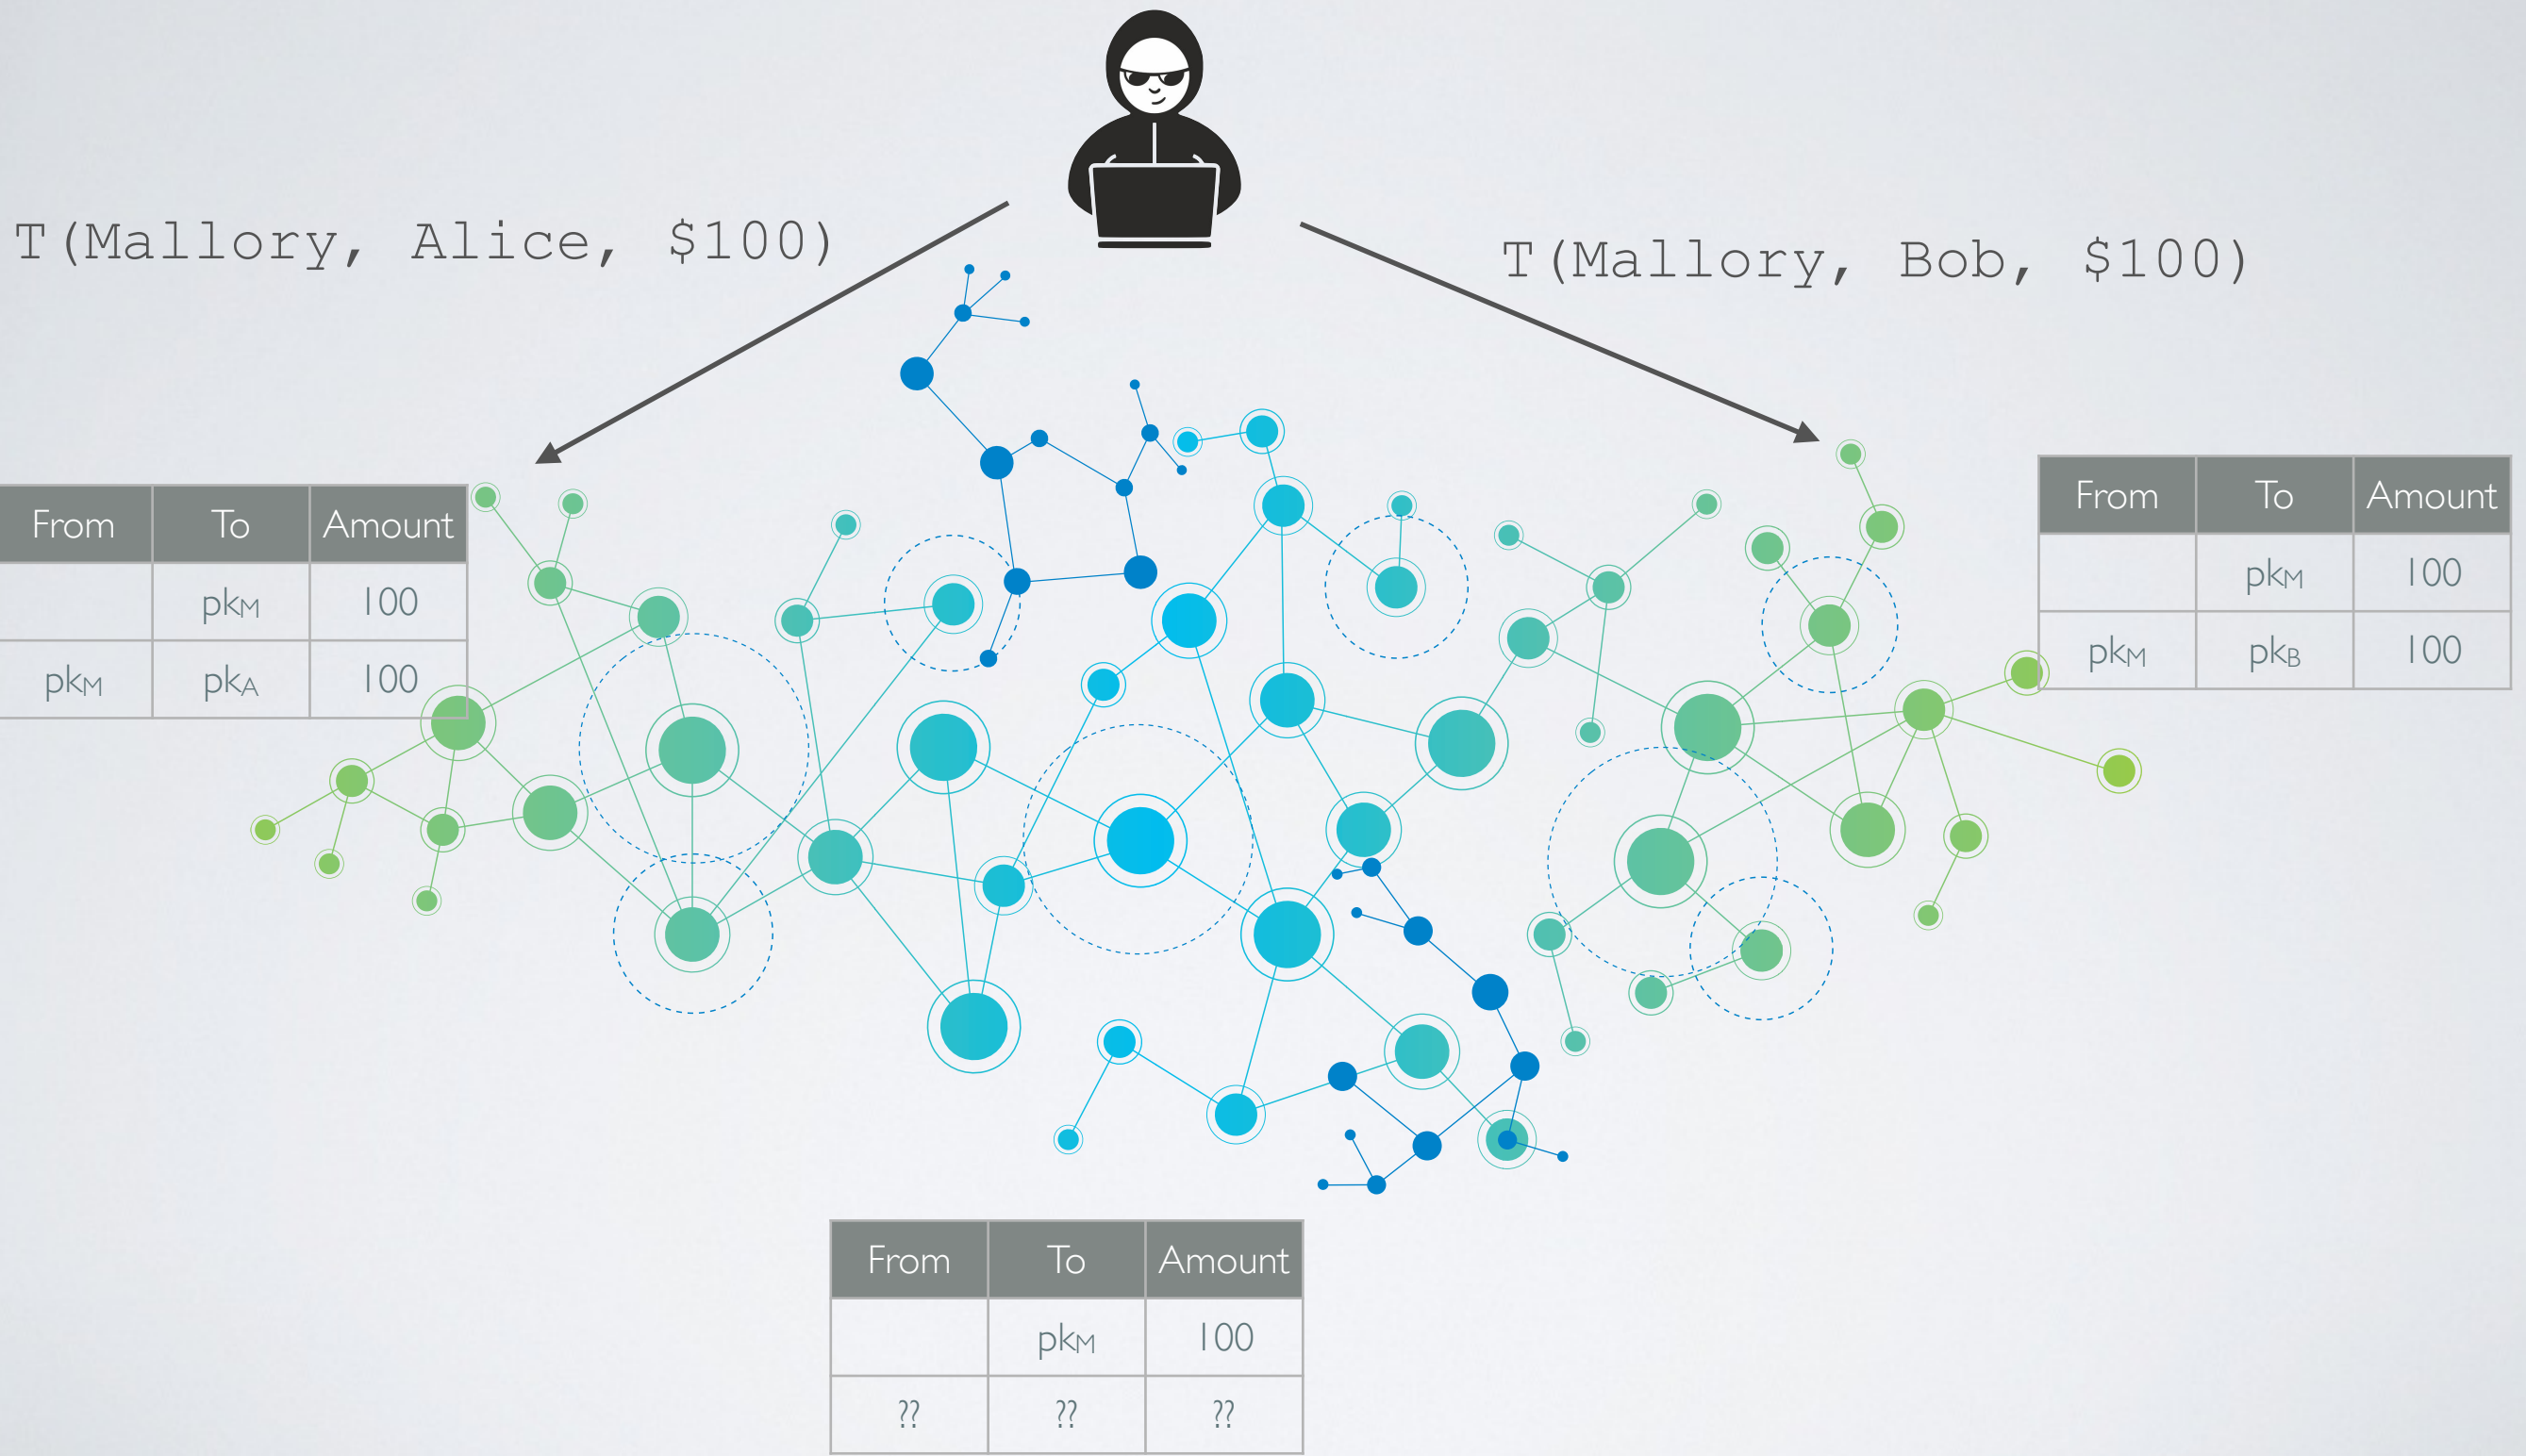 T(Mallory, Alice, $100)
T(Mallory, Bob, $100)
From To Amount
pkM 100
pkM pkA 100
From To Amount
pkM 100
pkM pkB 100
From To Amount
pkM 100
?? ?? ??